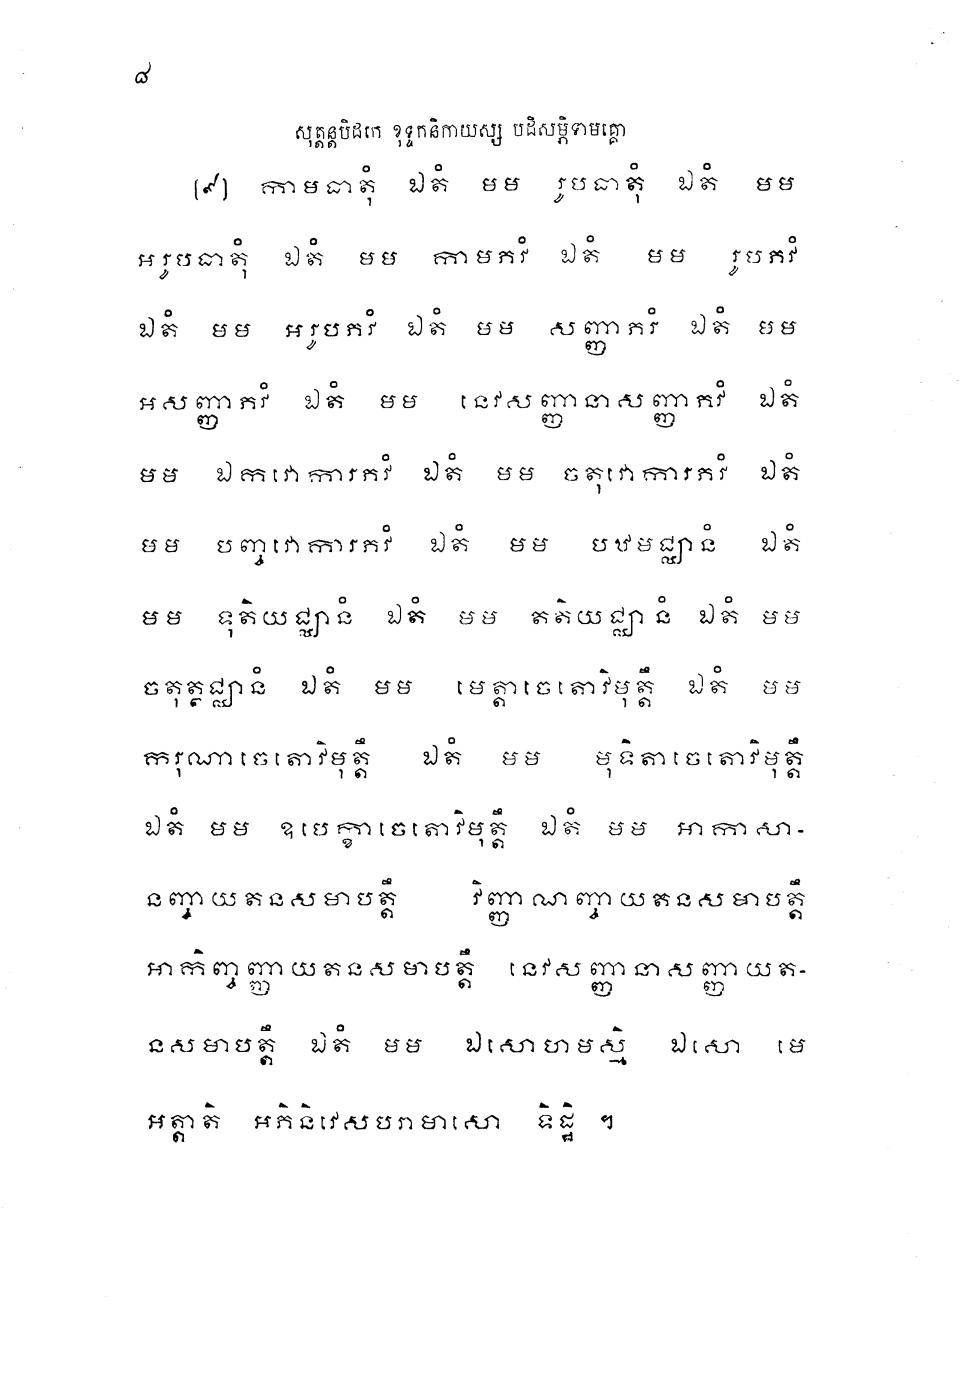 ៨
សុត្តន្តបិដកេ ខុទ្ទកនិកាយស្ស បដិសម្ភិទាមគ្គោ
(៩) កាមធាតុំ ឯតំ មម រូបធាតុំ ឯតំ មម
អរូបធាតុំ ឯតំ មម កាមភវំ ឯតំ មម រូបភវំ
ឯតំ មម អរូបភវំ ឯតំ មម សញ្ញាភវំ ឯតំ មម
អសញ្ញាភវំ ឯតំ មម នេវសញ្ញានាសញ្ញាភវំ ឯតំ
មម ឯកវោការភវំ ឯតំ មម ចតុវោការភវំ ឯតំ
មម បញ្ចវោការភវំ ឯតំ មម បឋមជ្ឈានំ ឯតំ
មម ទុតិយជ្ឈានំ ឯតំ មម តតិយជ្ឈានំ ឯតំ មម
ចតុត្ថជ្ឈានំ ឯតំ មម មេត្តាចេតោវិមុត្តឹ ឯតំ មម
ករុណាចេតោវិមុត្តឹ ឯតំ មម មុទិតាចេតោវិមុត្តឹ
ឯតំ មម ឧបេក្ខាចេតោវិមុត្តឹ ឯតំ មម អាកាសា-
នញ្ចាយតនសមាបត្តឹ វិញ្ញាណញ្ចាយតនសមាបត្តឹ
អាកិញ្ចញ្ញាយតនសមាបត្តឹ នេវសញ្ញានាសញ្ញាយត-
នសមាបត្តឹ ឯតំ មម ឯសោហមស្មិ ឯសោ មេ
អត្តាតិ អភិនិវេសបរាមាសោ ទិដ្ឋិ ។